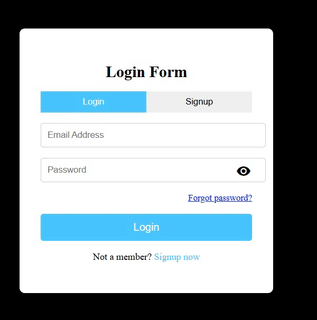 Login Form
Login Signup
Email Address
Password
Forgot password?
Login
Not a member? Signup now